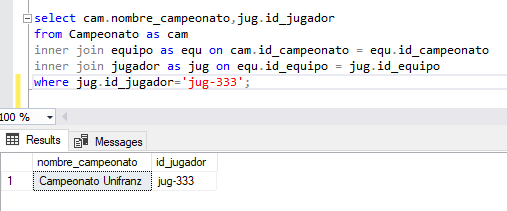 select cam.nombre_campeonato,jug.id_jugador
from Campeonato as cam
inner join equipo as equ on cam.id_campeonato = equ.id_campeonato
inner join jugador as jug on equ.id_equipo = jug.id_equipo
where jug.id_jugador='jug-333';
100 %
Results Messages
nombre_campeonato id_jugador
1 Campeonato Unifranz jug-333